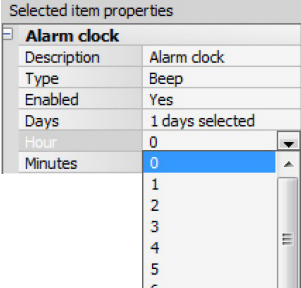 Selected item properties
Alarm clock
Description Alarm clock
Type Beep
Enabled Yes
Days 1 days selected
Hour 0
Minutes 0
1
2
3
4
5